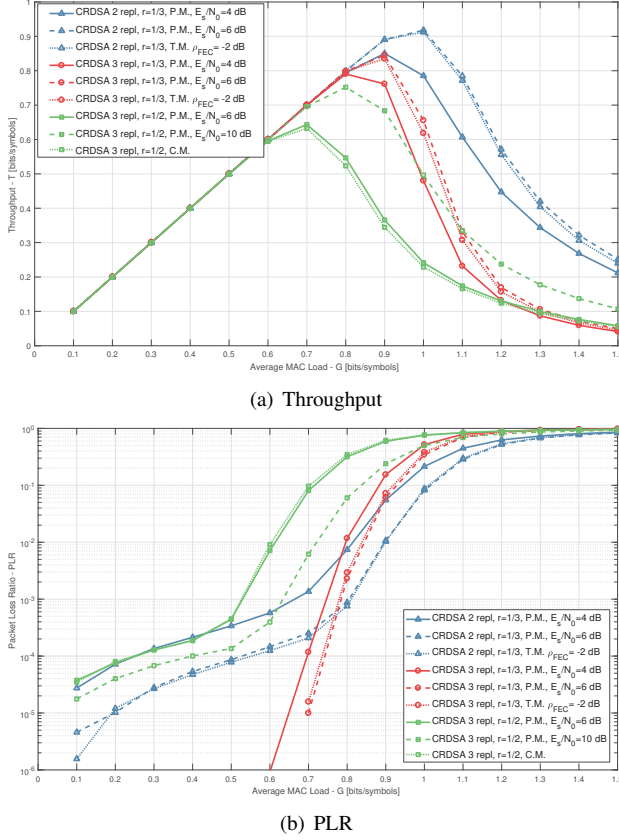 1
0.9
0.8
0.7
0.6
0.5
0.4
0.3
0.2
0.1
0
Throughput - T [bits/symbols]
CRDSA 2 repl, r=1/3, P.M., E_s/N_0=4 dB
CRDSA 2 repl, r=1/3, P.M., E_s/N_0=6 dB
CRDSA 2 repl, r=1/3, T.M. ρ_FEC= -2 dB
CRDSA 3 repl, r=1/3, P.M., E_s/N_0=4 dB
CRDSA 3 repl, r=1/3, P.M., E_s/N_0=6 dB
CRDSA 3 repl, r=1/3, T.M. ρ_FEC= -2 dB
CRDSA 3 repl, r=1/2, P.M., E_s/N_0=6 dB
CRDSA 3 repl, r=1/2, P.M., E_s/N_0=10 dB
CRDSA 3 repl, r=1/2, C.M.
0 0.1 0.2 0.3 0.4 0.5 0.6 0.7 0.8 0.9 1 1.1 1.2 1.3 1.4
Average MAC Load - G [bits/symbols]
(a) Throughput
10^0
10^-1
10^-2
10^-3
10^-4
10^-5
10^-6
Packet Loss Ratio - PLR
CRDSA 2 repl, r=1/3, P.M., E_s/N_0=4 dB
CRDSA 2 repl, r=1/3, P.M., E_s/N_0=6 dB
CRDSA 2 repl, r=1/3, T.M. ρ_FEC= -2 dB
CRDSA 3 repl, r=1/3, P.M., E_s/N_0=4 dB
CRDSA 3 repl, r=1/3, P.M., E_s/N_0=6 dB
CRDSA 3 repl, r=1/3, T.M. ρ_FEC= -2 dB
CRDSA 3 repl, r=1/2, P.M., E_s/N_0=6 dB
CRDSA 3 repl, r=1/2, P.M., E_s/N_0=10 dB
CRDSA 3 repl, r=1/2, C.M.
0 0.1 0.2 0.3 0.4 0.5 0.6 0.7 0.8 0.9 1 1.1 1.2 1.3 1.4
Average MAC Load - G [bits/symbols]
(b) PLR